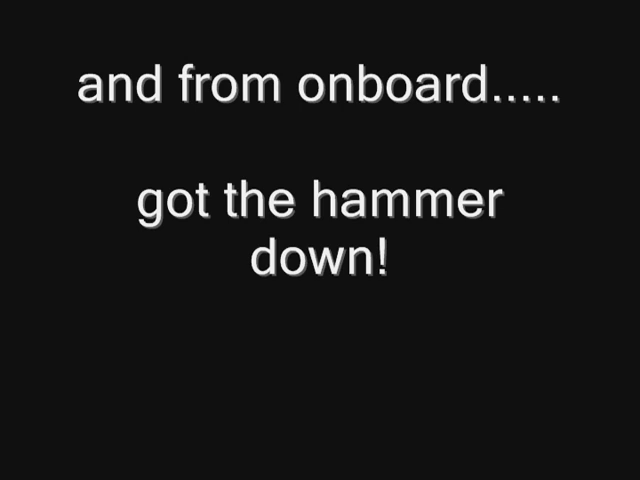 and from onboard.....
got the hammer
down!